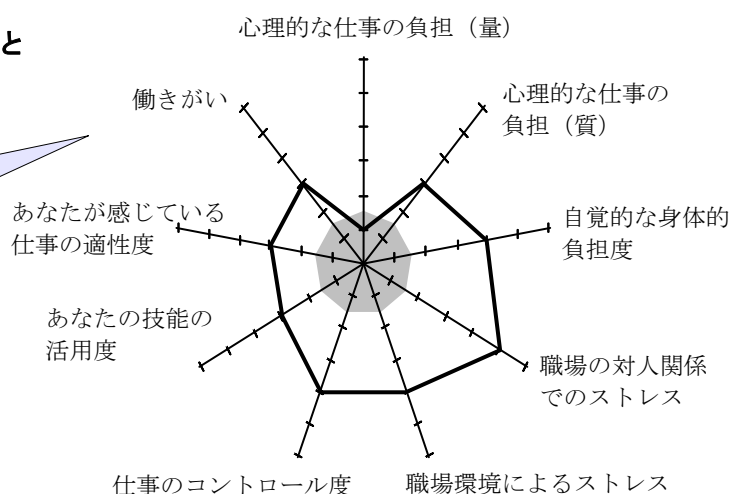 と
心理的な仕事の負担（量）
心理的な仕事の
負担（質）
自覚的な身体的
負担度
職場の対人関係
でのストレス
職場環境によるストレス
仕事のコントロール度
あなたの技能の
活用度
あなたが感じている
仕事の適性度
働きがい